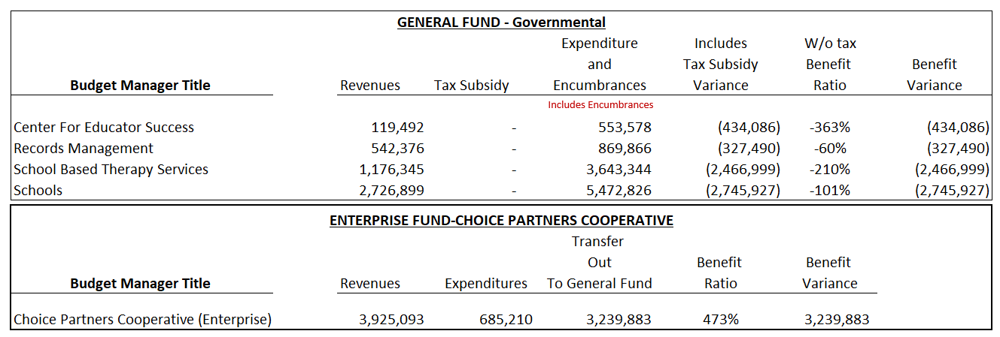 GENERAL FUND - Governmental
Expenditure Includes W/o tax
and Tax Subsidy Benefit Benefit
Budget Manager Title Revenues Tax Subsidy Encumbrances Variance Ratio Variance
Includes Encumbrances
Center For Educator Success 119,492 - 553,578 (434,086) -363% (434,086)
Records Management 542,376 - 869,866 (327,490) -60% (327,490)
School Based Therapy Services 1,176,345 - 3,643,344 (2,466,999) -210% (2,466,999)
Schools 2,726,899 - 5,472,826 (2,745,927) -101% (2,745,927)
ENTERPRISE FUND-CHOICE PARTNERS COOPERATIVE
Transfer
Out Benefit Benefit
Budget Manager Title Revenues Expenditures To General Fund Ratio Variance
Choice Partners Cooperative (Enterprise) 3,925,093 685,210 3,239,883 473% 3,239,883